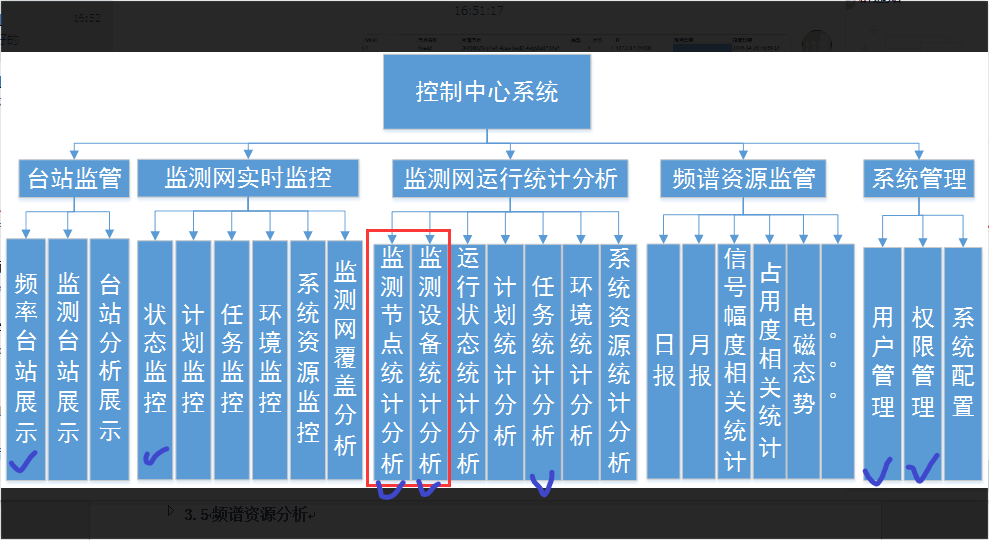 16:52
16:51:17
控制中心系统
台站监管
监测网实时监控
监测网运行统计分析
频谱资源监管
系统管理
频率台站展示
监测台站展示
台站分析展示
状态监控
计划监控
任务监控
环境监控
系统资源监控
监测网覆盖分析
监测节点统计分析
监测设备统计分析
运行状态统计分析
计划统计分析
任务统计分析
环境统计分析
系统资源统计分析
日报
月报
信号幅度相关统计
占用度相关统计
电磁态势
。。。
用户管理
权限管理
系统配置
3.5 频谱资源分析